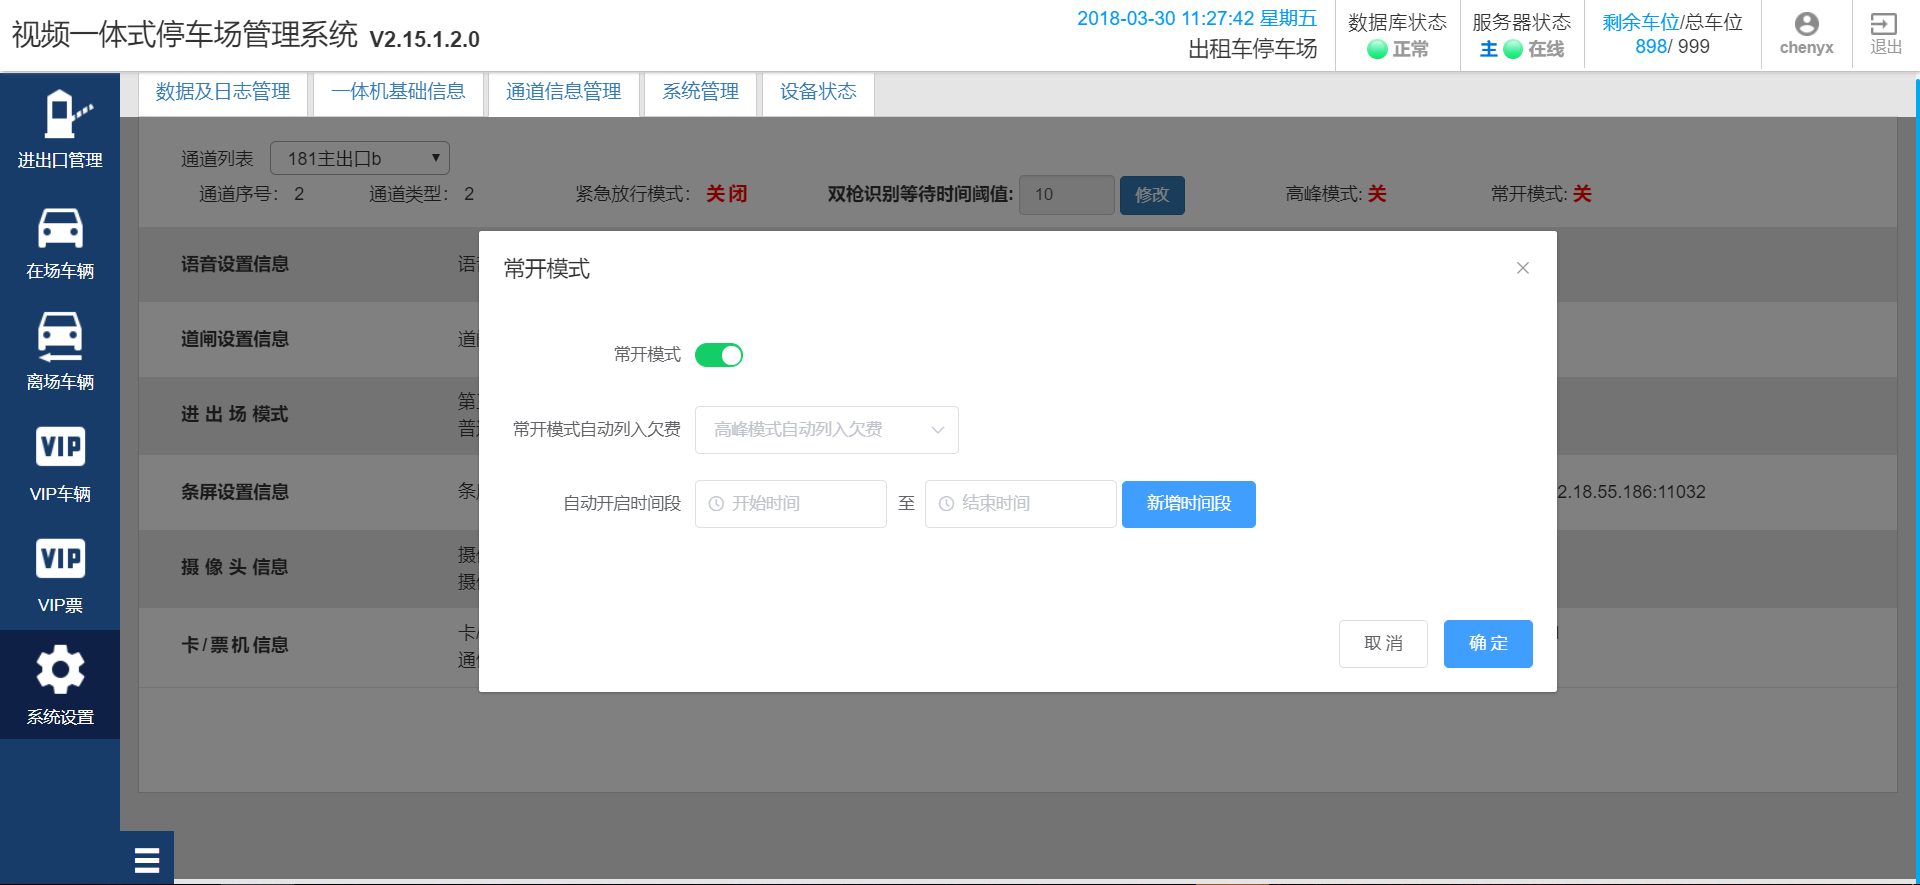 视频一体式停车场管理系统 V2.15.1.2.0
2018-03-30 11:27:42 星期五
出租车停车场
数据库状态
正常
服务器状态
主 在线
剩余车位/总车位
898/ 999
chenyx
退出
进出口管理
在场车辆
离场车辆
VIP
VIP车辆
VIP
VIP票
系统设置
数据及日志管理 一体机基础信息 通道信息管理 系统管理 设备状态
通道列表 181主出口b
通道序号： 2 通道类型： 2 紧急放行模式： 关闭 双枪识别等待时间阈值: 10 修改 高峰模式: 关 常开模式: 关
语音设置信息
道闸设置信息 道
进 出 场 模式 第
普
条屏设置信息 条 2.18.55.186:11032
摄 像 头 信息 摄
摄
卡/票机信息 卡/
通
常开模式
常开模式
常开模式自动列入欠费 高峰模式自动列入欠费
自动开启时间段 开始时间 至 结束时间 新增时间段
取 消 确 定